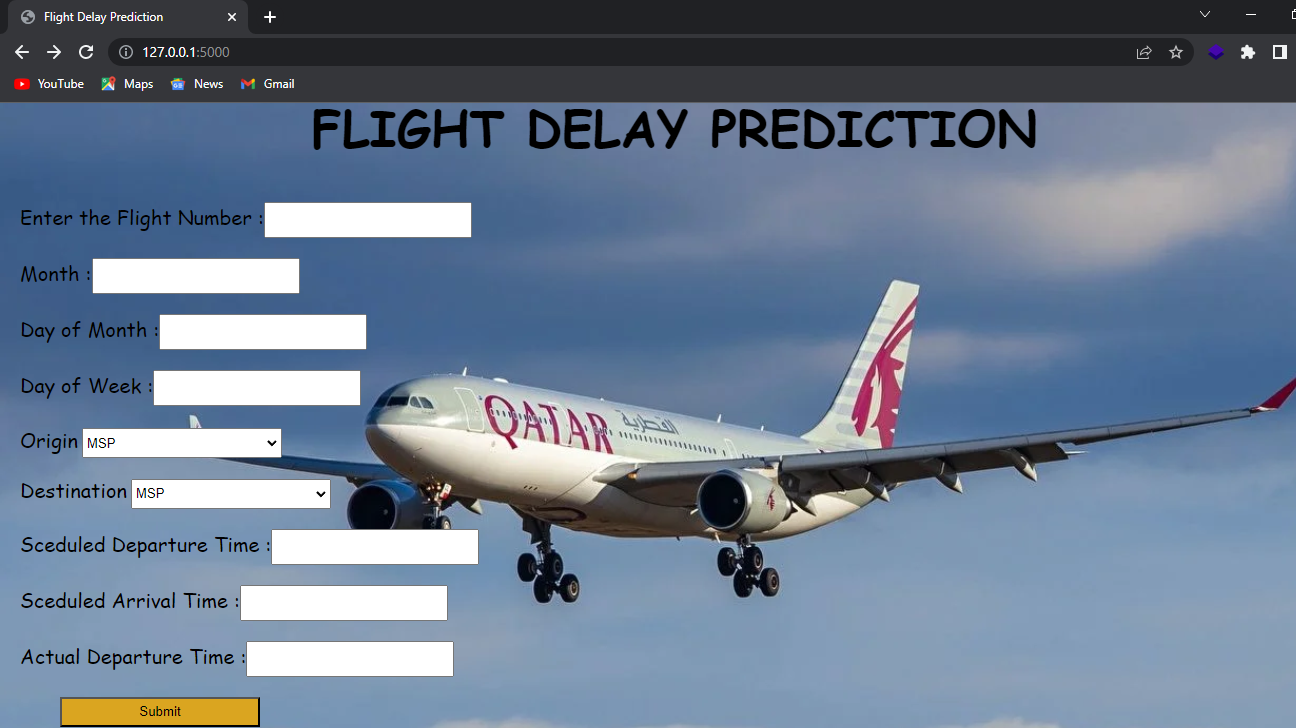 Flight Delay Prediction
127.0.0.1:5000
YouTube Maps News Gmail
FLIGHT DELAY PREDICTION
Enter the Flight Number :
Month :
Day of Month :
Day of Week :
Origin MSP
Destination MSP
Sceduled Departure Time :
Sceduled Arrival Time :
Actual Departure Time :
Submit
QATAR القطرية